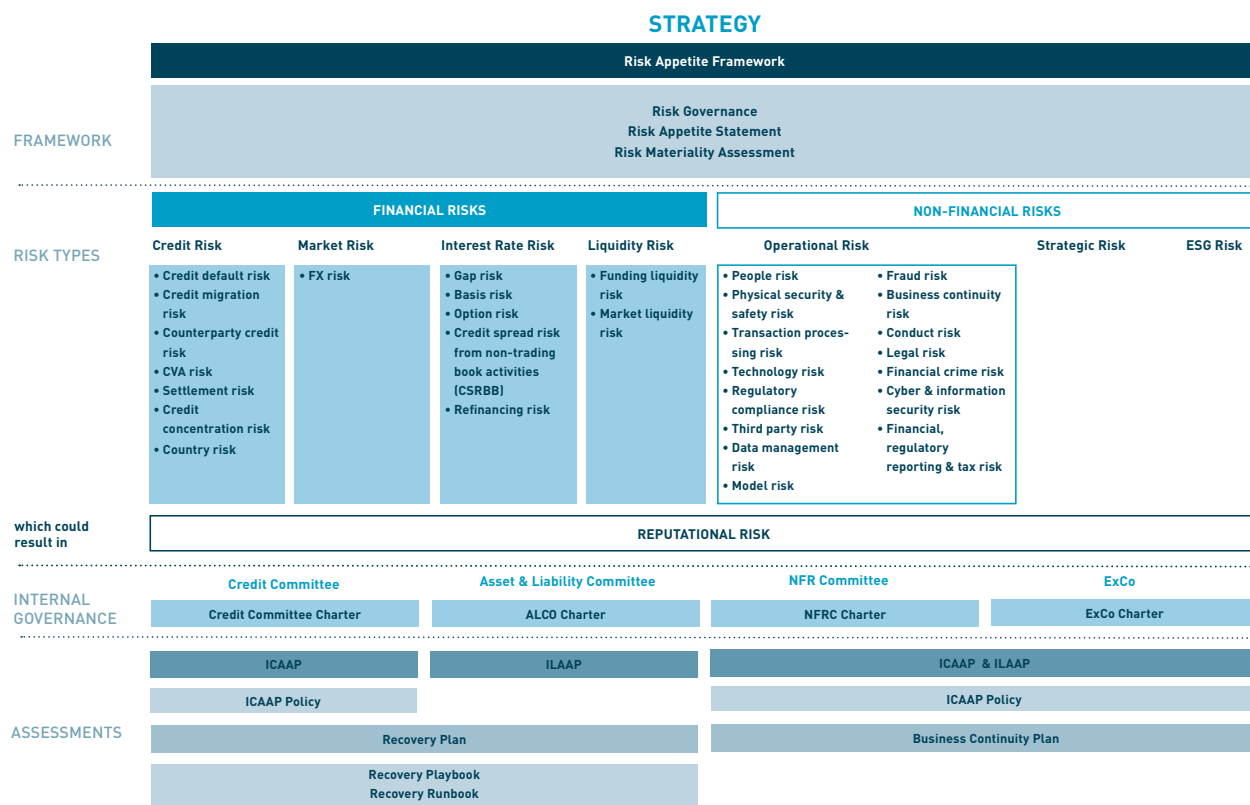 STRATEGY
Risk Appetite Framework
FRAMEWORK
Risk Governance
Risk Appetite Statement
Risk Materiality Assessment
RISK TYPES
FINANCIAL RISKS
NON-FINANCIAL RISKS
Credit Risk
• Credit default risk
• Credit migration
risk
• Counterparty credit
risk
• CVA risk
• Settlement risk
• Credit
concentration risk
• Country risk
Market Risk
• FX risk
Interest Rate Risk
• Gap risk
• Basis risk
• Option risk
• Credit spread risk
from non-trading
book activities
(CSRBB)
• Refinancing risk
Liquidity Risk
• Funding liquidity
risk
• Market liquidity
risk
Operational Risk
• People risk
• Physical security &
safety risk
• Transaction proces-
sing risk
• Technology risk
• Regulatory
compliance risk
• Third party risk
• Data management
risk
• Model risk
• Fraud risk
• Business continuity
risk
• Conduct risk
• Legal risk
• Financial crime risk
• Cyber & information
security risk
• Financial,
regulatory
reporting & tax risk
Strategic Risk
ESG Risk
which could
result in
REPUTATIONAL RISK
INTERNAL
GOVERNANCE
Credit Committee
Asset & Liability Committee
NFR Committee
ExCo
Credit Committee Charter
ALCO Charter
NFRC Charter
ExCo Charter
ASSESSMENTS
ICAAP
ILAAP
ICAAP & ILAAP
ICAAP Policy
ICAAP Policy
Recovery Plan
Business Continuity Plan
Recovery Playbook
Recovery Runbook